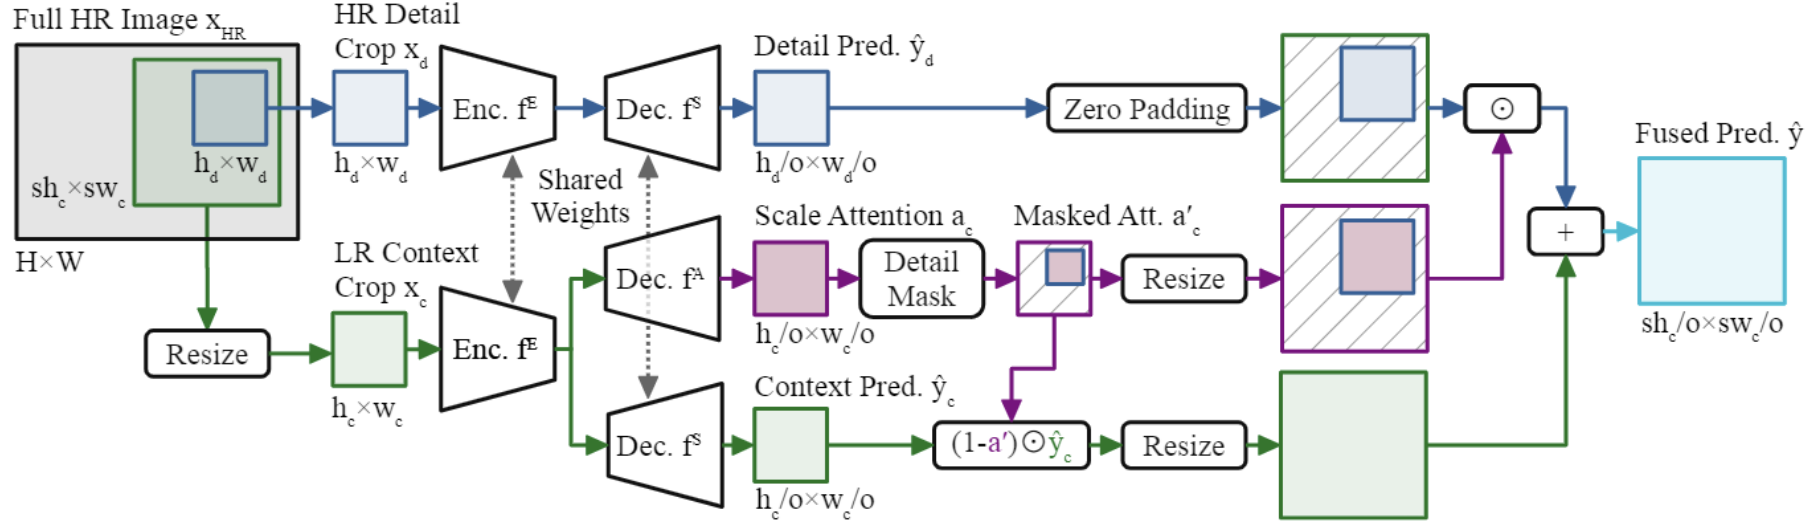 Full HR Image x_HR
h_d×w_d
sh_c×sw_c
H×W
Resize
HR Detail
Crop x_d
h_d×w_d
LR Context
Crop x_c
h_c×w_c
Enc. f^E
Dec. f^S
Shared
Weights
Enc. f^E
Dec. f^A
Dec. f^S
Detail Pred. ŷ_d
h_d/o×w_d/o
Zero Padding
⊙
Scale Attention a_c
h_c/o×w_c/o
Detail
Mask
Masked Att. a′_c
Resize
Context Pred. ŷ_c
h_c/o×w_c/o
(1-a′)⊙ŷ_c
Resize
+
Fused Pred. ŷ
sh_c/o×sw_c/o